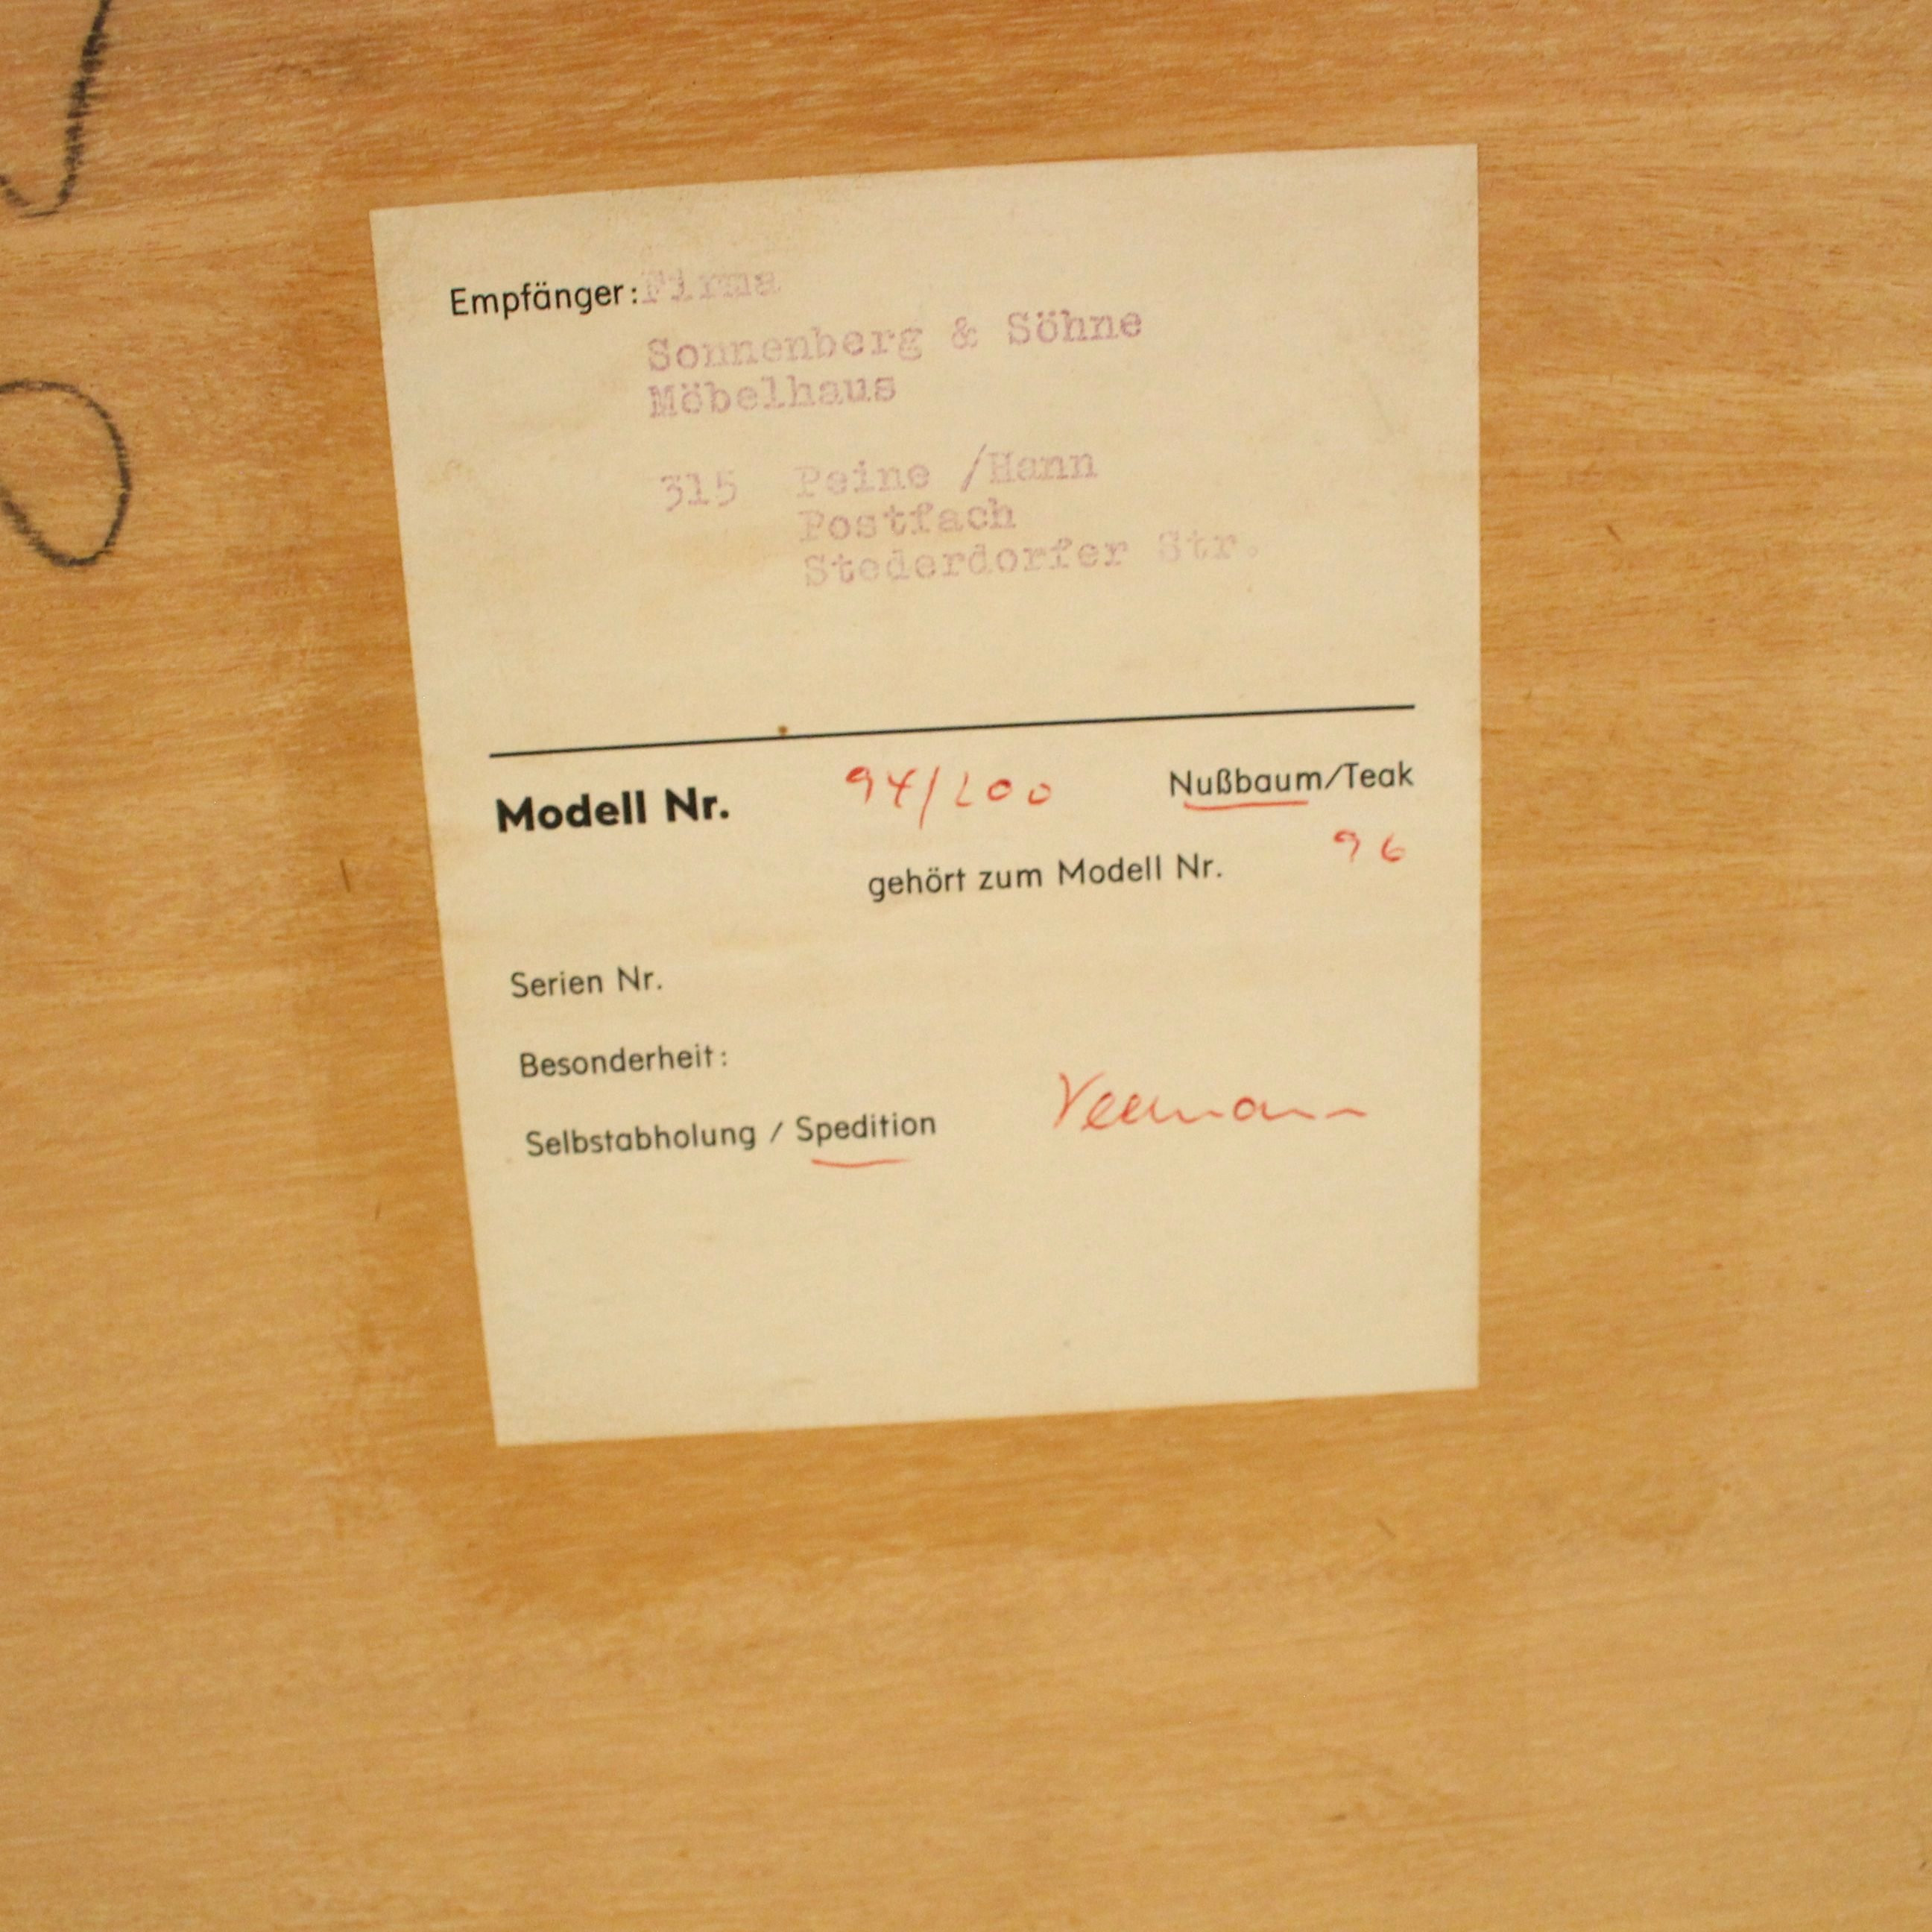 Empfänger: Firma
Sonnenberg & Söhne
Möbelhaus
315 Peine /Hann
Postfach
Stederdorfer Str.
Modell Nr. 94/200 Nußbaum/Teak
gehört zum Modell Nr. 96
Serien Nr.
Besonderheit:
Selbstabholung / Spedition